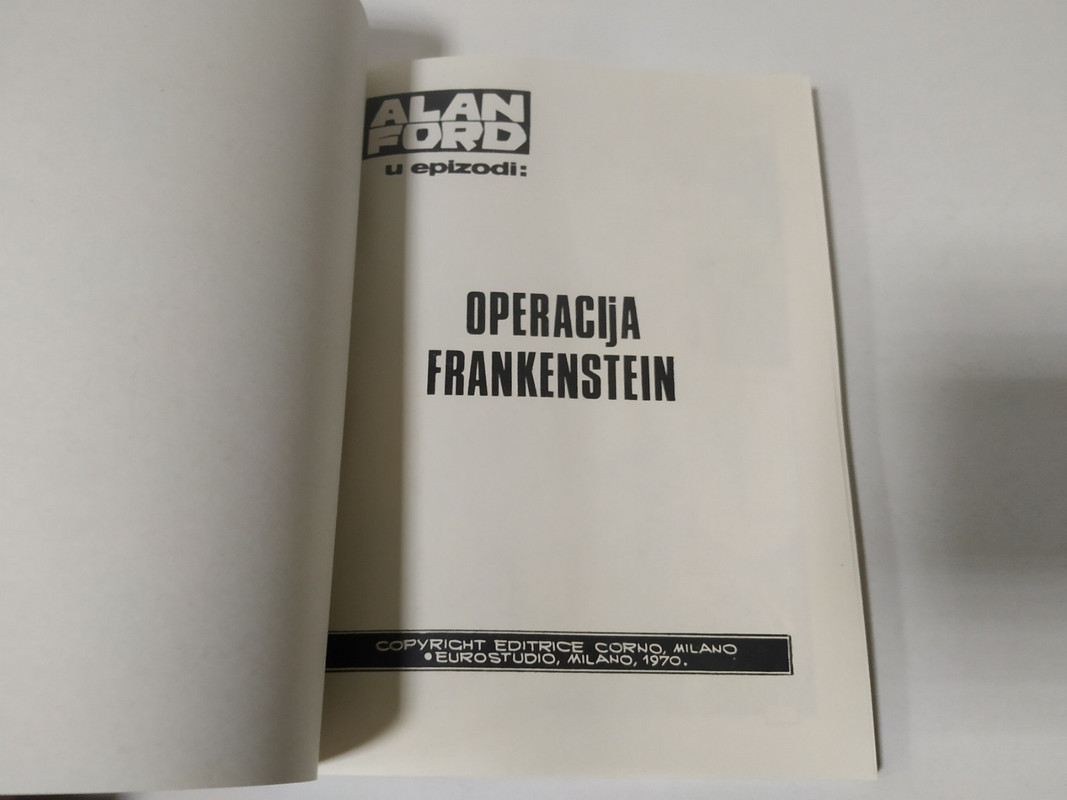 ALAN
FORD
u epizodi:
OPERACIjA
FRANKENSTEIN
COPYRIGHT EDITRICE CORNO, MILANO
•EUROSTUDIO, MILANO, 1970.